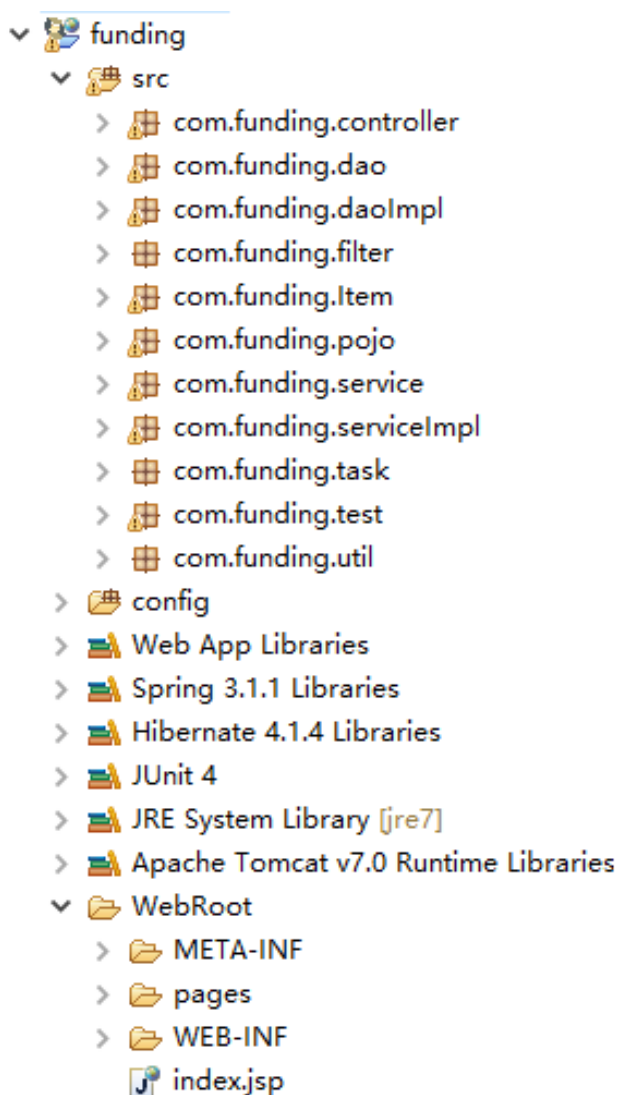 funding
src
com.funding.controller
com.funding.dao
com.funding.daoImpl
com.funding.filter
com.funding.Item
com.funding.pojo
com.funding.service
com.funding.serviceImpl
com.funding.task
com.funding.test
com.funding.util
config
Web App Libraries
Spring 3.1.1 Libraries
Hibernate 4.1.4 Libraries
JUnit 4
JRE System Library [jre7]
Apache Tomcat v7.0 Runtime Libraries
WebRoot
META-INF
pages
WEB-INF
index.jsp